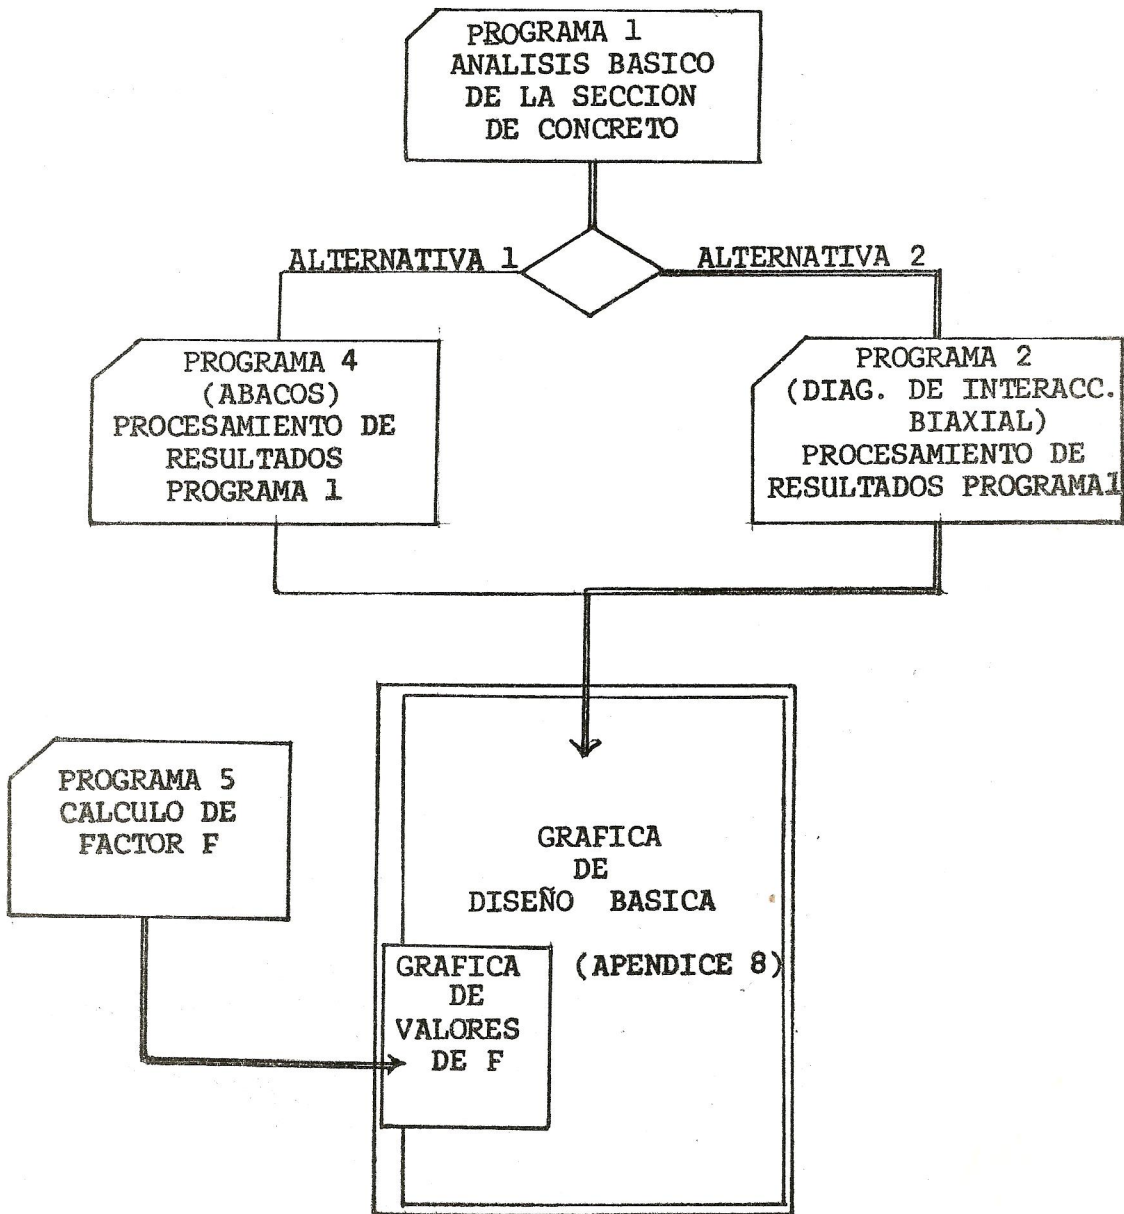 PROGRAMA 1
ANALISIS BASICO
DE LA SECCION
DE CONCRETO
ALTERNATIVA 1
ALTERNATIVA 2
PROGRAMA 4
(ABACOS)
PROCESAMIENTO DE
RESULTADOS
PROGRAMA 1
PROGRAMA 2
(DIAG. DE INTERACC.
BIAXIAL)
PROCESAMIENTO DE
RESULTADOS PROGRAMA1
PROGRAMA 5
CALCULO DE
FACTOR F
GRAFICA
DE
DISEÑO BASICA
(APENDICE 8)
GRAFICA
DE
VALORES
DE F